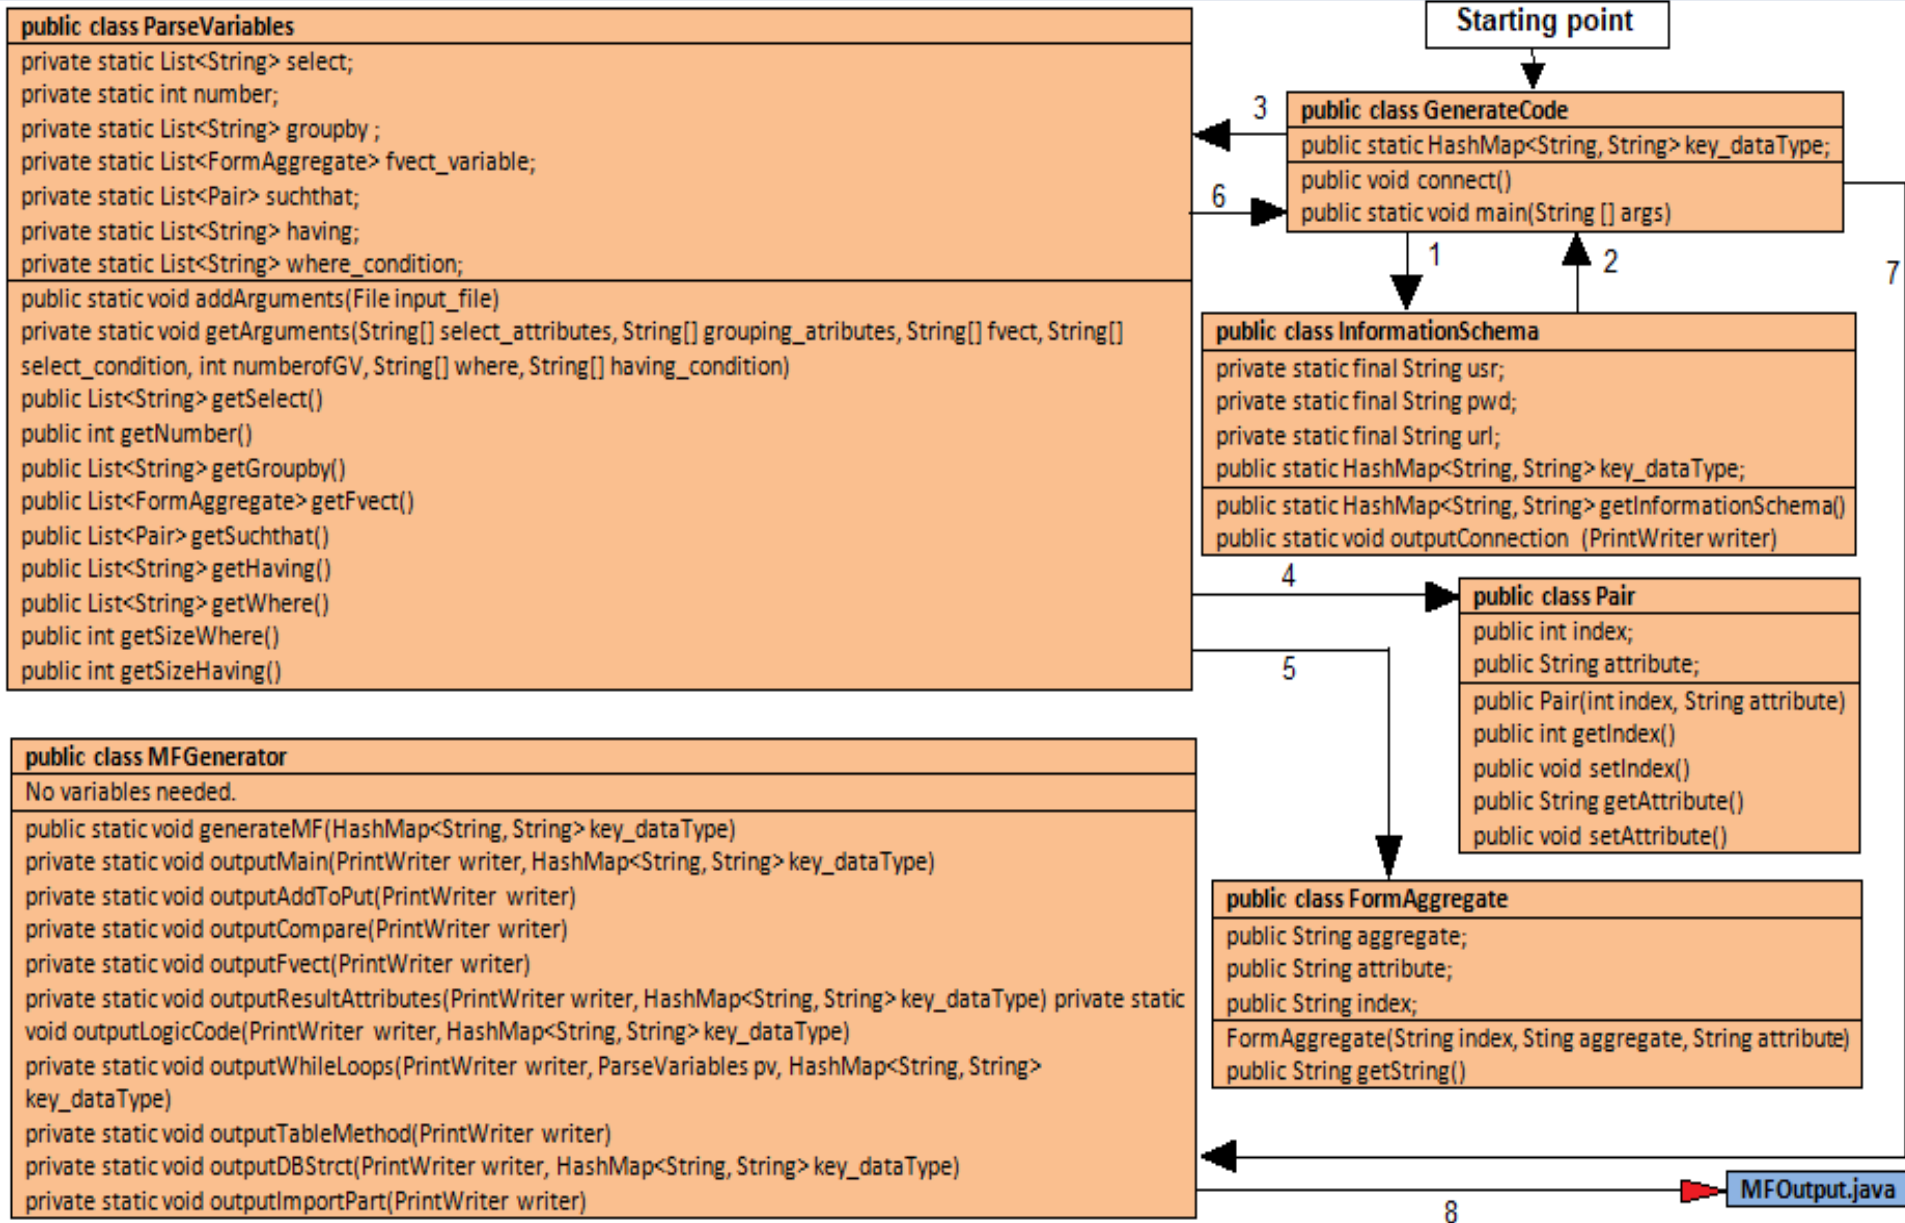 public class ParseVariables
private static List<String> select;
private static int number;
private static List<String> groupby ;
private static List<FormAggregate> fvect_variable;
private static List<Pair> suchthat;
private static List<String> having;
private static List<String> where_condition;
public static void addArguments(File input_file)
private static void getArguments(String[] select_attributes, String[] grouping_atributes, String[] fvect, String[]
select_condition, int numberofGV, String[] where, String[] having_condition)
public List<String> getSelect()
public int getNumber()
public List<String> getGroupby()
public List<FormAggregate> getFvect()
public List<Pair> getSuchthat()
public List<String> getHaving()
public List<String> getWhere()
public int getSizeWhere()
public int getSizeHaving()
Starting point
3
6
public class GenerateCode
public static HashMap<String, String> key_dataType;
public void connect()
public static void main(String [] args)
1
2
7
public class InformationSchema
private static final String usr;
private static final String pwd;
private static final String url;
public static HashMap<String, String> key_dataType;
public static HashMap<String, String> getInformationSchema()
public static void outputConnection (PrintWriter writer)
4
5
public class Pair
public int index;
public String attribute;
public Pair(int index, String attribute)
public int getIndex()
public void setIndex()
public String getAttribute()
public void setAttribute()
public class MFGenerator
No variables needed.
public static void generateMF(HashMap<String, String> key_dataType)
private static void outputMain(PrintWriter writer, HashMap<String, String> key_dataType)
private static void outputAddToPut(PrintWriter writer)
private static void outputCompare(PrintWriter writer)
private static void outputFvect(PrintWriter writer)
private static void outputResultAttributes(PrintWriter writer, HashMap<String, String> key_dataType) private static
void outputLogicCode(PrintWriter writer, HashMap<String, String> key_dataType)
private static void outputWhileLoops(PrintWriter writer, ParseVariables pv, HashMap<String, String>
key_dataType)
private static void outputTableMethod(PrintWriter writer)
private static void outputDBStrct(PrintWriter writer, HashMap<String, String> key_dataType)
private static void outputImportPart(PrintWriter writer)
public class FormAggregate
public String aggregate;
public String attribute;
public String index;
FormAggregate(String index, Sting aggregate, String attribute)
public String getString()
8
MFOutput.java